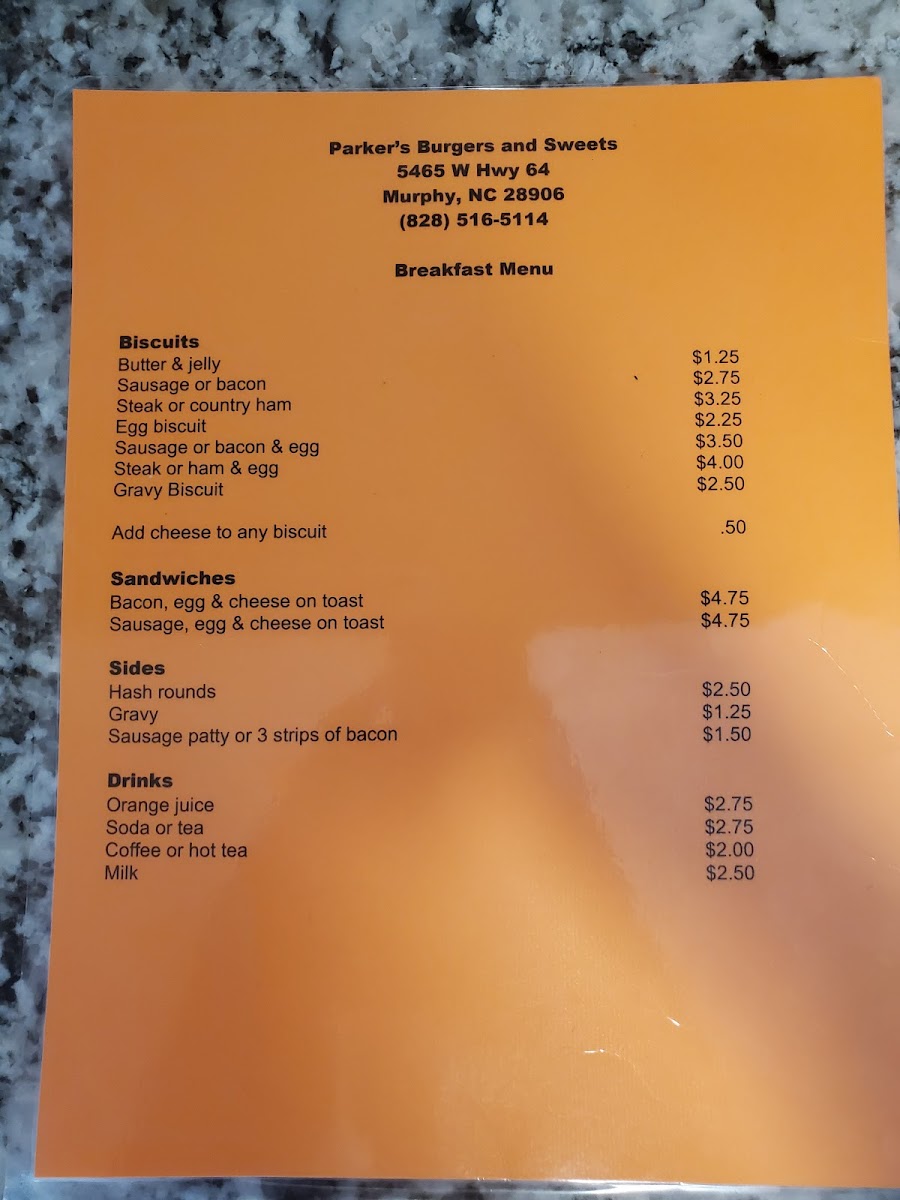 Parker's Burgers and Sweets
5465 W Hwy 64
Murphy, NC 28906
(828) 516-5114
Breakfast Menu
Biscuits
Butter & jelly $1.25
Sausage or bacon $2.75
Steak or country ham $3.25
Egg biscuit $2.25
Sausage or bacon & egg $3.50
Steak or ham & egg $4.00
Gravy Biscuit $2.50
Add cheese to any biscuit .50
Sandwiches
Bacon, egg & cheese on toast $4.75
Sausage, egg & cheese on toast $4.75
Sides
Hash rounds $2.50
Gravy $1.25
Sausage patty or 3 strips of bacon $1.50
Drinks
Orange juice $2.75
Soda or tea $2.75
Coffee or hot tea $2.00
Milk $2.50